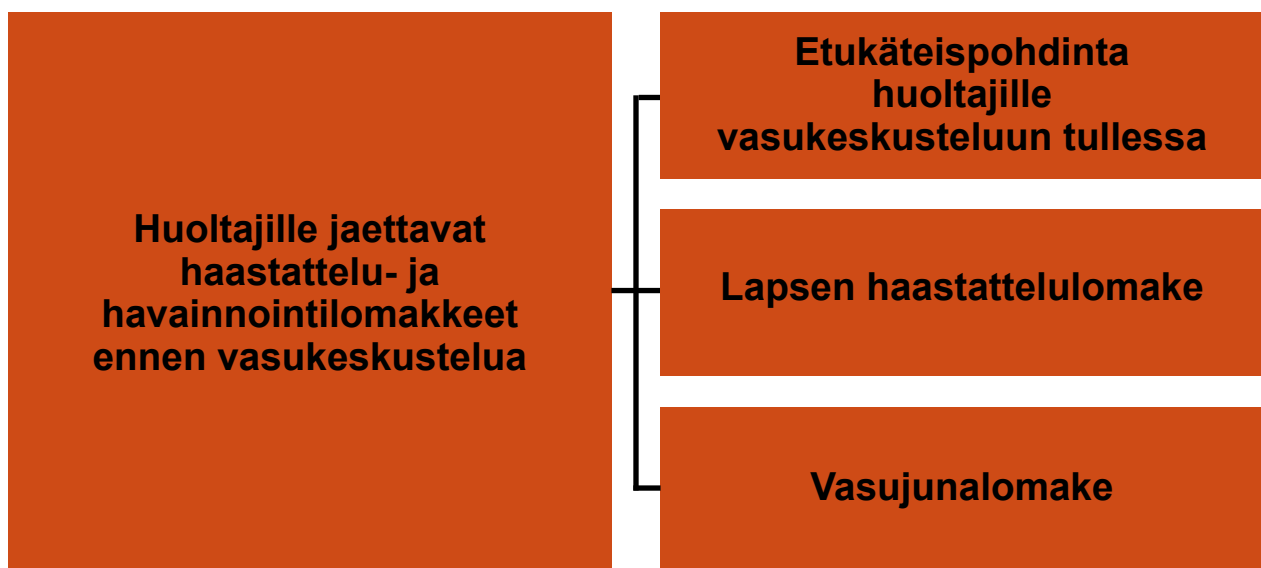 Huoltajille jaettavat
haastattelu- ja
havainnointilomakkeet
ennen vasukeskustelua
Etukäteispohdinta
huoltajille
vasukeskusteluun tullessa
Lapsen haastattelulomake
Vasujunalomake